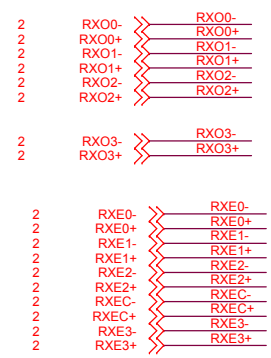 2 RXO0- RXO0-
2 RXO0+ RXO0+
2 RXO1- RXO1-
2 RXO1+ RXO1+
2 RXO2- RXO2-
2 RXO2+ RXO2+
2 RXO3- RXO3-
2 RXO3+ RXO3+
2 RXE0- RXE0-
2 RXE0+ RXE0+
2 RXE1- RXE1-
2 RXE1+ RXE1+
2 RXE2- RXE2-
2 RXE2+ RXE2+
2 RXEC- RXEC-
2 RXEC+ RXEC+
2 RXE3- RXE3-
2 RXE3+ RXE3+